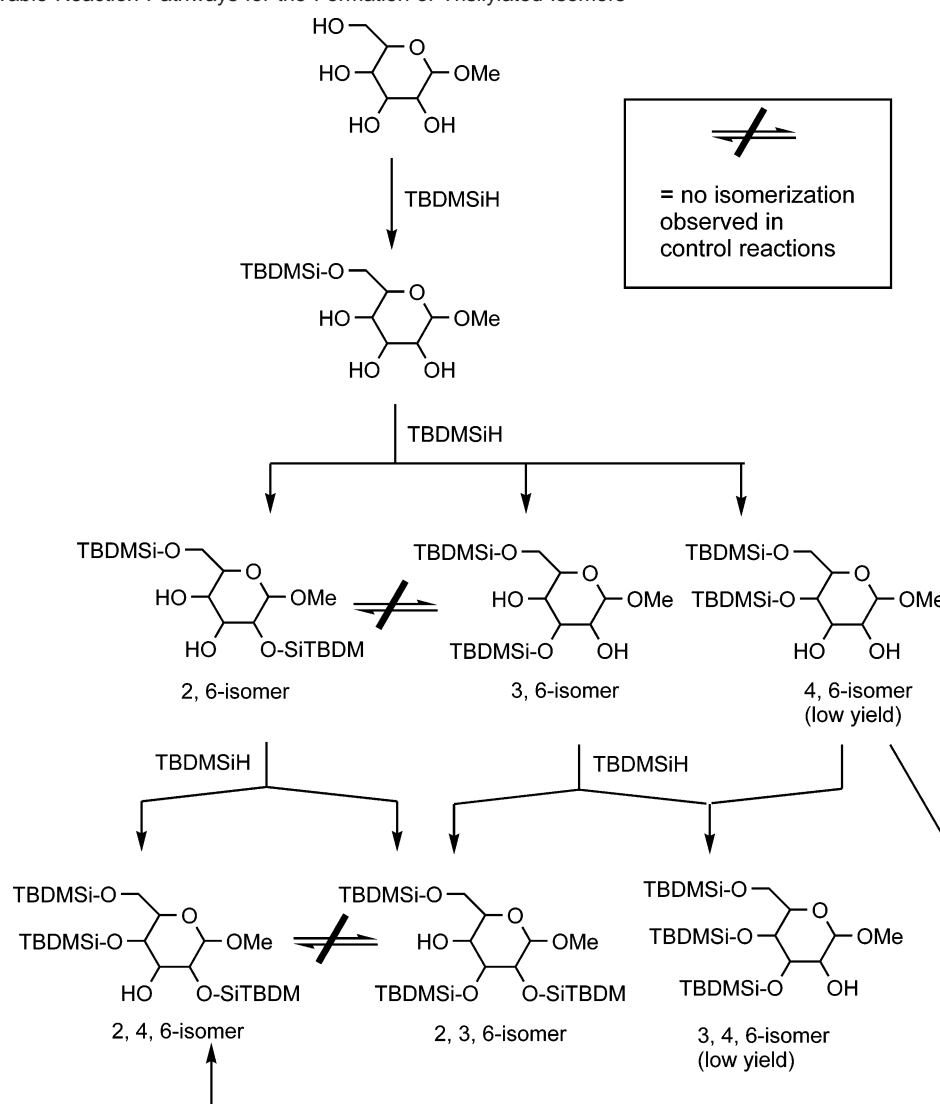 Table Reaction Pathways for the Formation of Trisilylated Isomers
HO
O
HO
OMe
HO
OH
TBDMSiH
= no isomerization
observed in
control reactions
TBDMSi-O
O
HO
OMe
HO
OH
TBDMSiH
TBDMSi-O
O
HO
OMe
HO
O-SiTBDM
2, 6-isomer
TBDMSi-O
O
HO
OMe
TBDMSi-O
OH
3, 6-isomer
TBDMSi-O
O
TBDMSi-O
OMe
HO
OH
4, 6-isomer
(low yield)
TBDMSiH
TBDMSiH
TBDMSi-O
O
TBDMSi-O
OMe
HO
O-SiTBDM
2, 4, 6-isomer
TBDMSi-O
O
HO
OMe
TBDMSi-O
O-SiTBDM
2, 3, 6-isomer
TBDMSi-O
O
TBDMSi-O
OMe
TBDMSi-O
OH
3, 4, 6-isomer
(low yield)